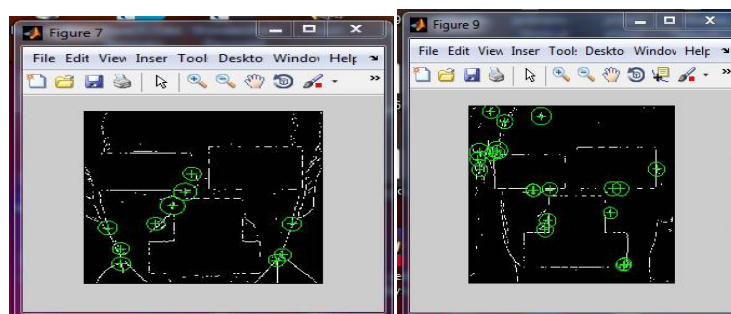 Figure 7
File Edit View Inser Tool Deskto Windov Help
Figure 9
File Edit View Inser Tool: Deskto Windov Help